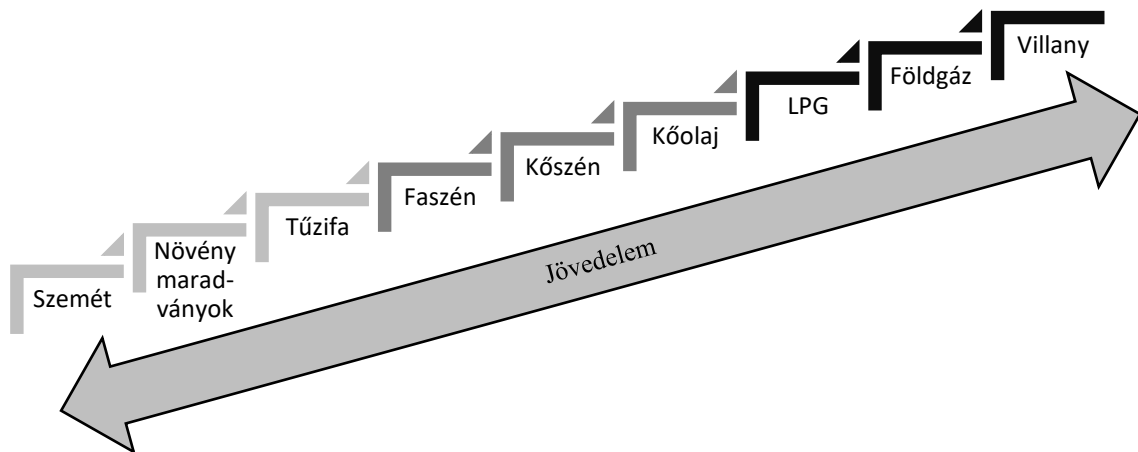 Szemét
Növény
marad-
ványok
Tűzifa
Faszén
Kőszén
Kőolaj
LPG
Földgáz
Villany
Jövedelem